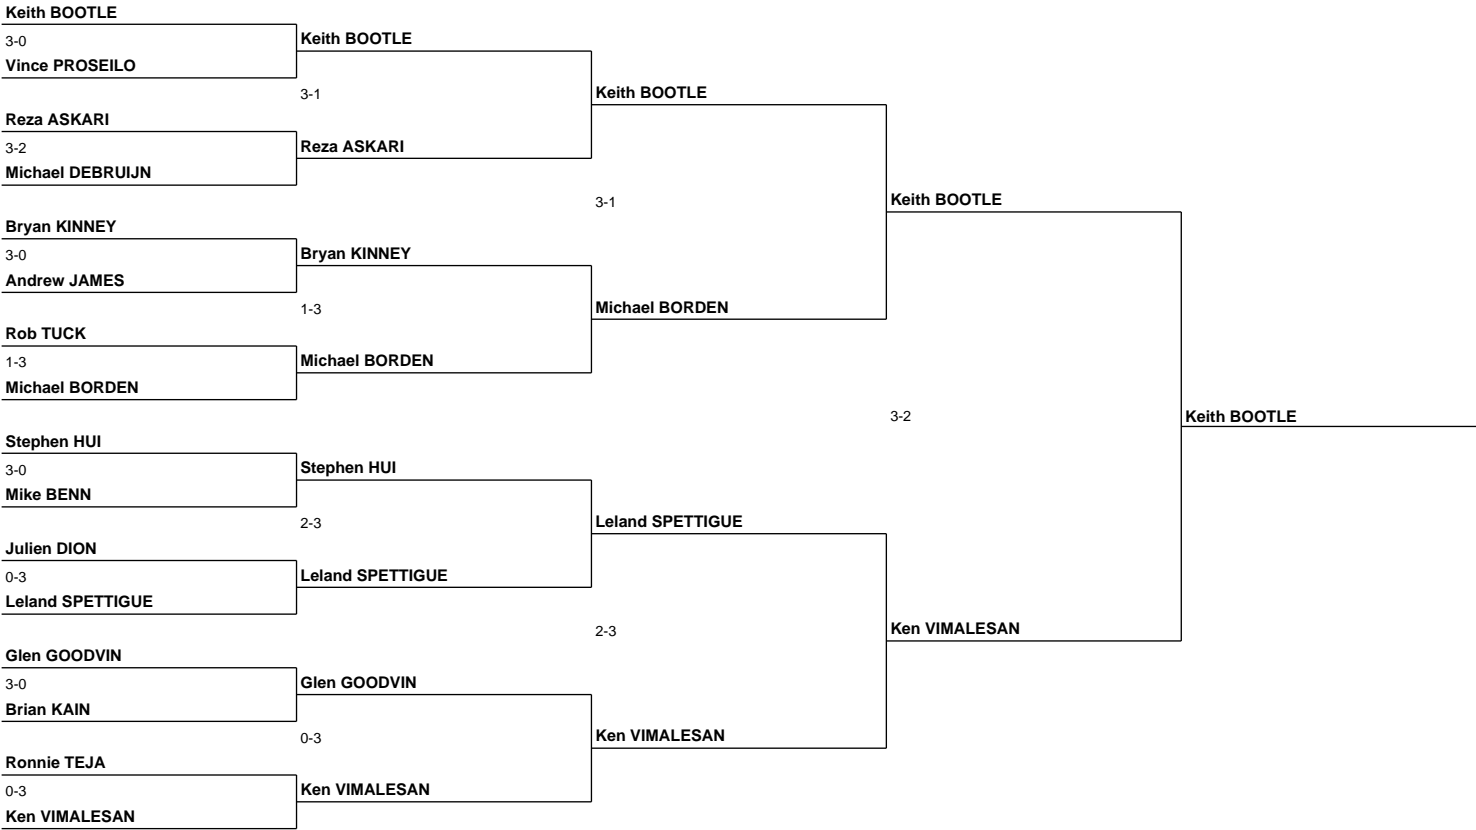 Keith BOOTLE
3-0
Vince PROSEILO
Reza ASKARI
3-2
Michael DEBRUIJN
Bryan KINNEY
3-0
Andrew JAMES
Rob TUCK
1-3
Michael BORDEN
Stephen HUI
3-0
Mike BENN
Julien DION
0-3
Leland SPETTIGUE
Glen GOODVIN
3-0
Brian KAIN
Ronnie TEJA
0-3
Ken VIMALESAN
Keith BOOTLE
3-1
Reza ASKARI
Bryan KINNEY
1-3
Michael BORDEN
Stephen HUI
2-3
Leland SPETTIGUE
Glen GOODVIN
0-3
Ken VIMALESAN
Keith BOOTLE
3-1
Michael BORDEN
Leland SPETTIGUE
2-3
Ken VIMALESAN
Keith BOOTLE
3-2
Ken VIMALESAN
Keith BOOTLE